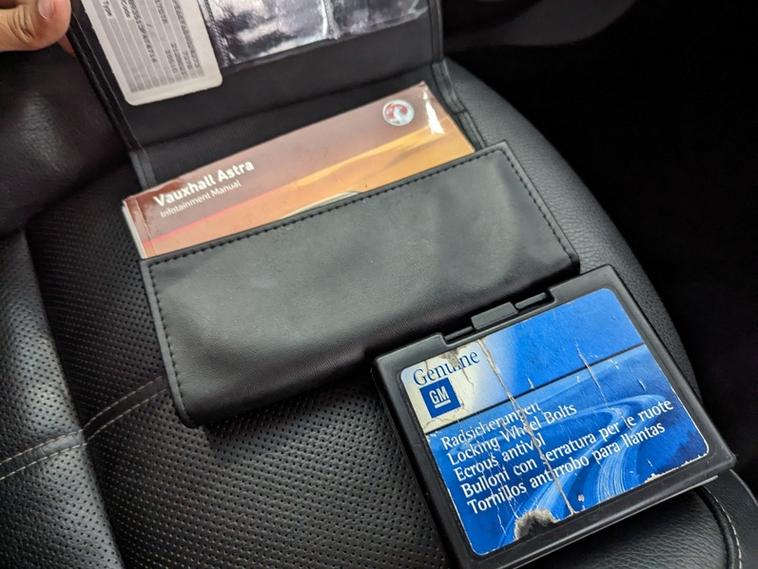 Vauxhall Astra
Infotainment Manual
Genuine
GM
Radsicherungen
Locking Wheel Bolts
Ecrous antivol
Bulloni con serratura per le ruote
Tornillos antirrobo para llantas